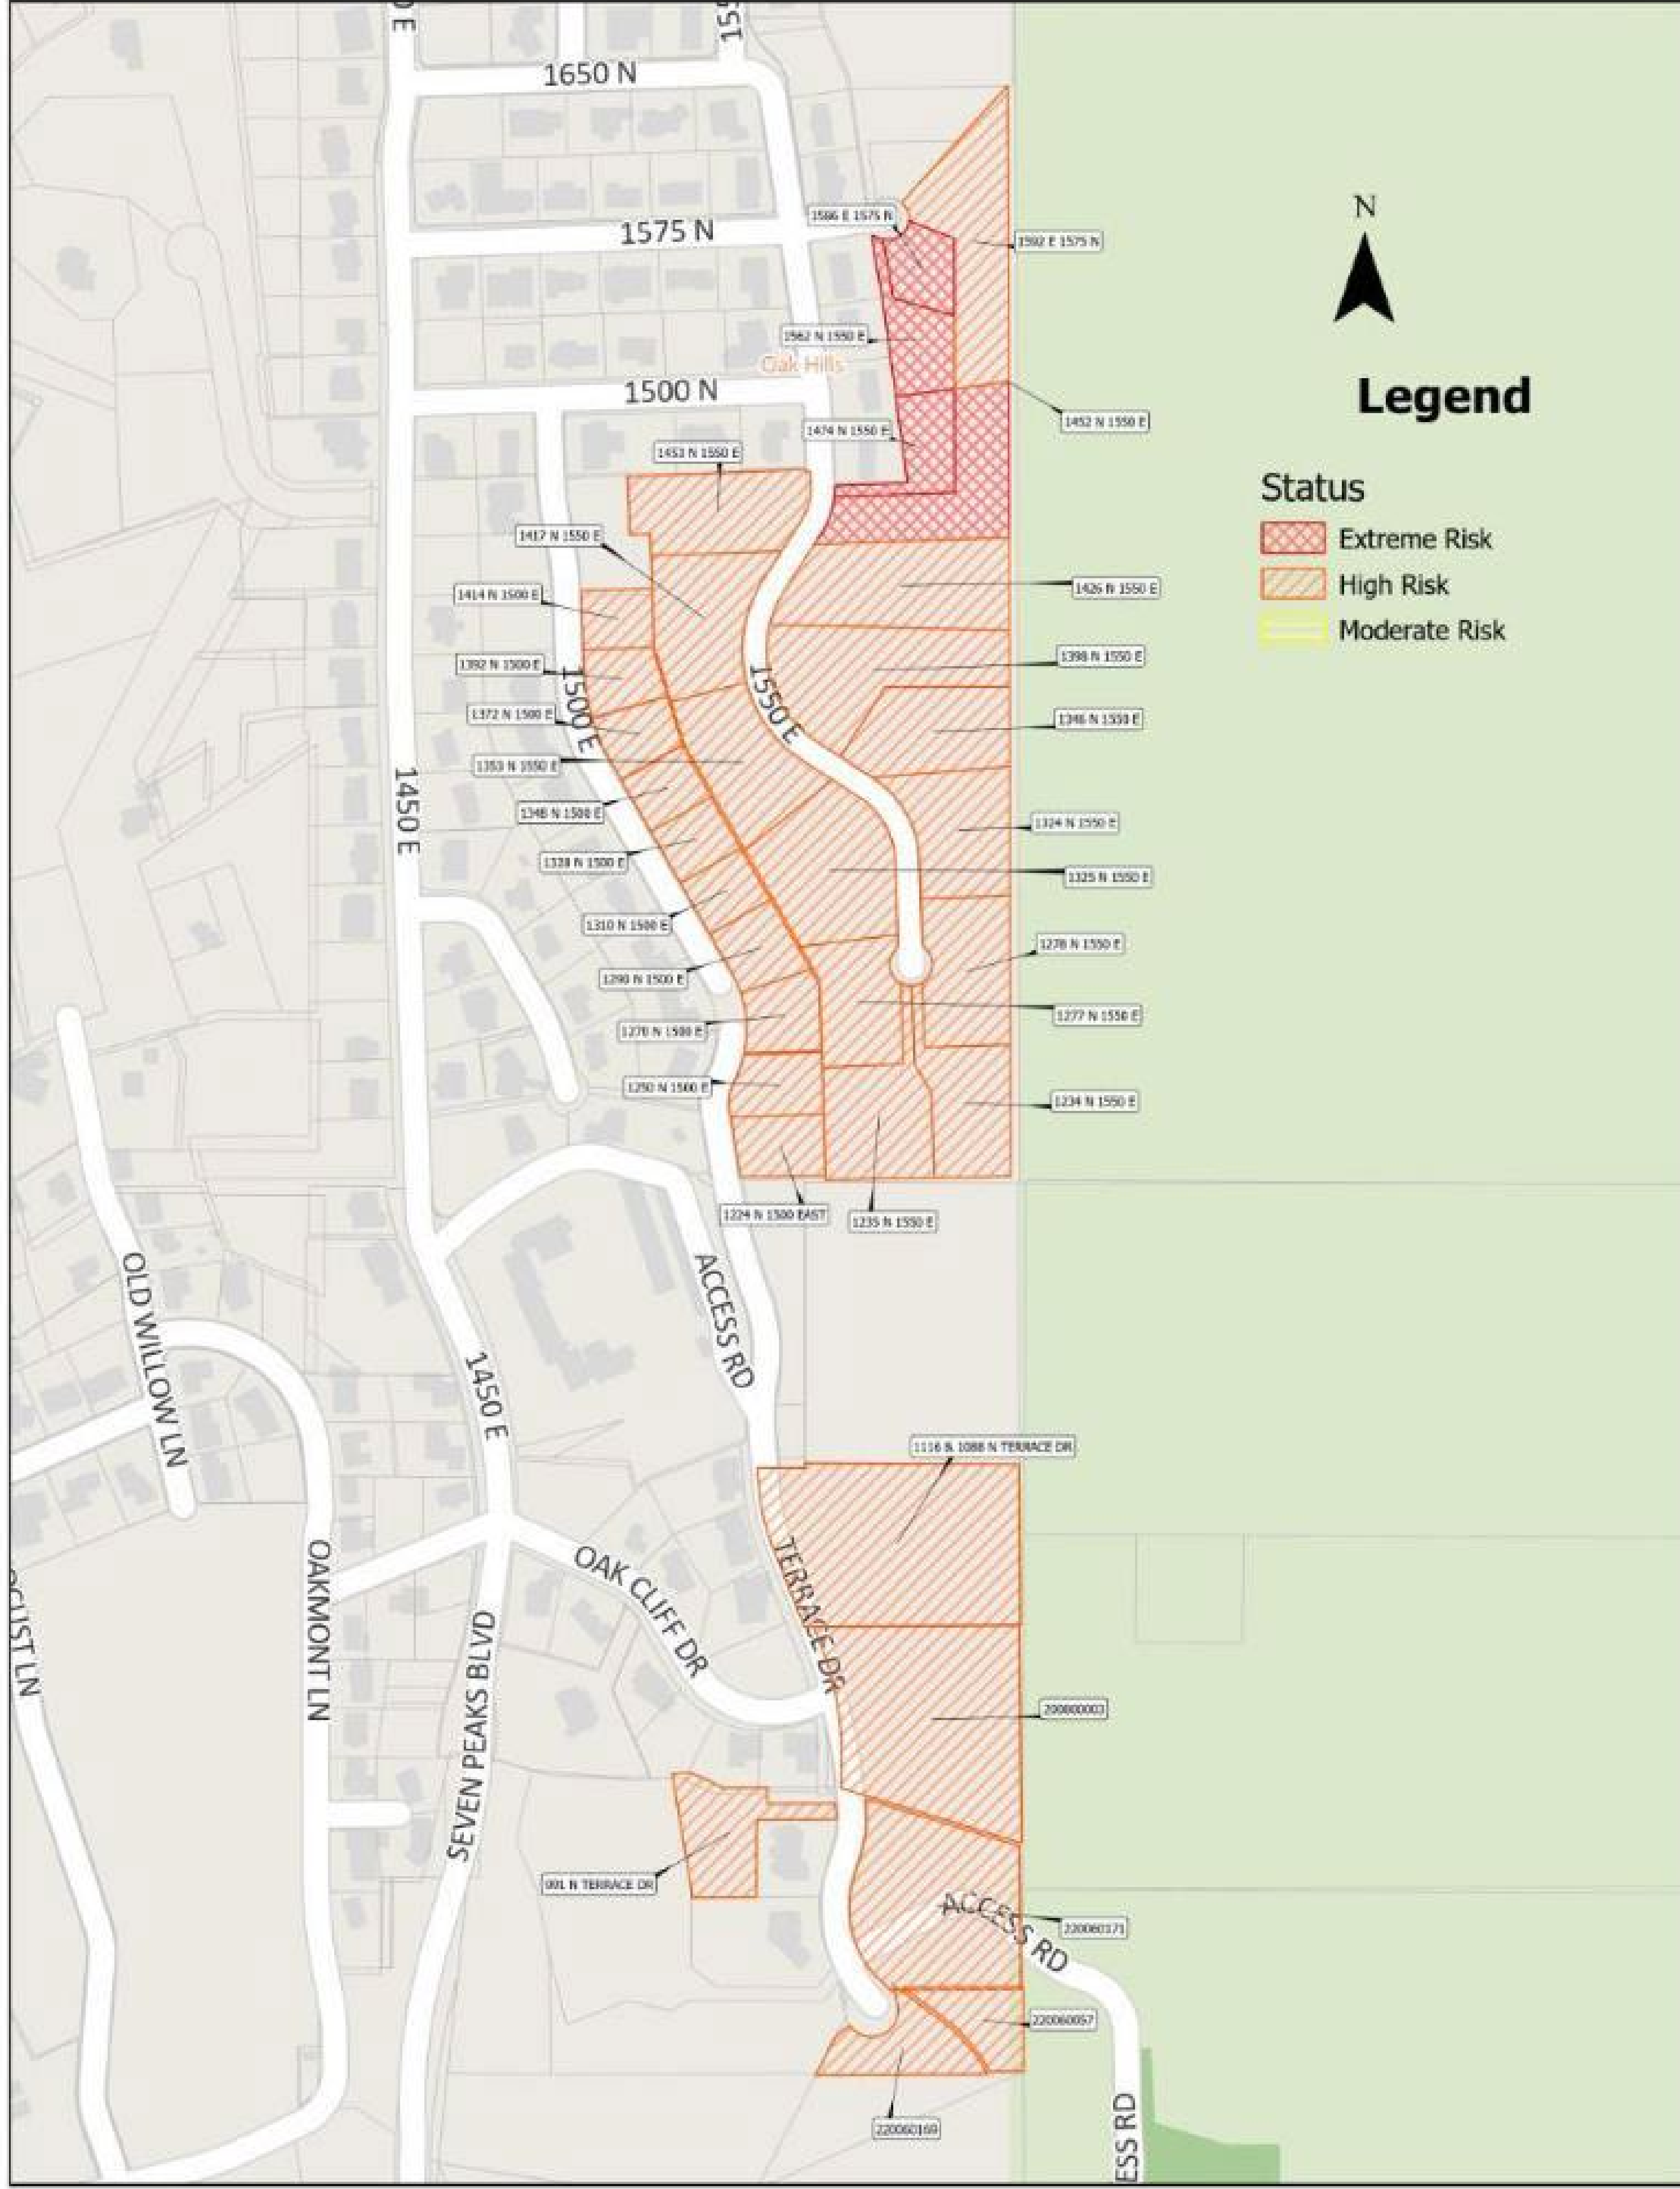 1650 N
1586 E 1575 N
1575 N
1592 E 1575 N
N
1562 N 1550 E
Oak Hills
1500 N
Legend
1452 N 1550 E
1474 N 1550 E
1453 N 1550 E
Status
Extreme Risk
1417 N 1550 E
High Risk
1426 N 1550 E
1414 N 1500 E
Moderate Risk
1398 N 1550 E
1392 N 1500 E
1500 E
1550 E
1372 N 1500 E
1346 N 1550 E
1353 N 1550 E
1450 E
1348 N 1500 E
1324 N 1550 E
1328 N 1500 E
1325 N 1550 E
1310 N 1500 E
1278 N 1550 E
1290 N 1500 E
1277 N 1550 E
1270 N 1500 E
1250 N 1500 E
1234 N 1550 E
1224 N 1500 EAST
1235 N 1550 E
OLD WILLOW LN
ACCESS RD
1450 E
1116 & 1088 N TERRACE DR
OAK CLIFF DR
TERRACE DR
OAKMONT LN
SEVEN PEAKS BLVD
200800003
991 N TERRACE DR
ACCESS RD
220060171
220060057
220060169
ESS RD